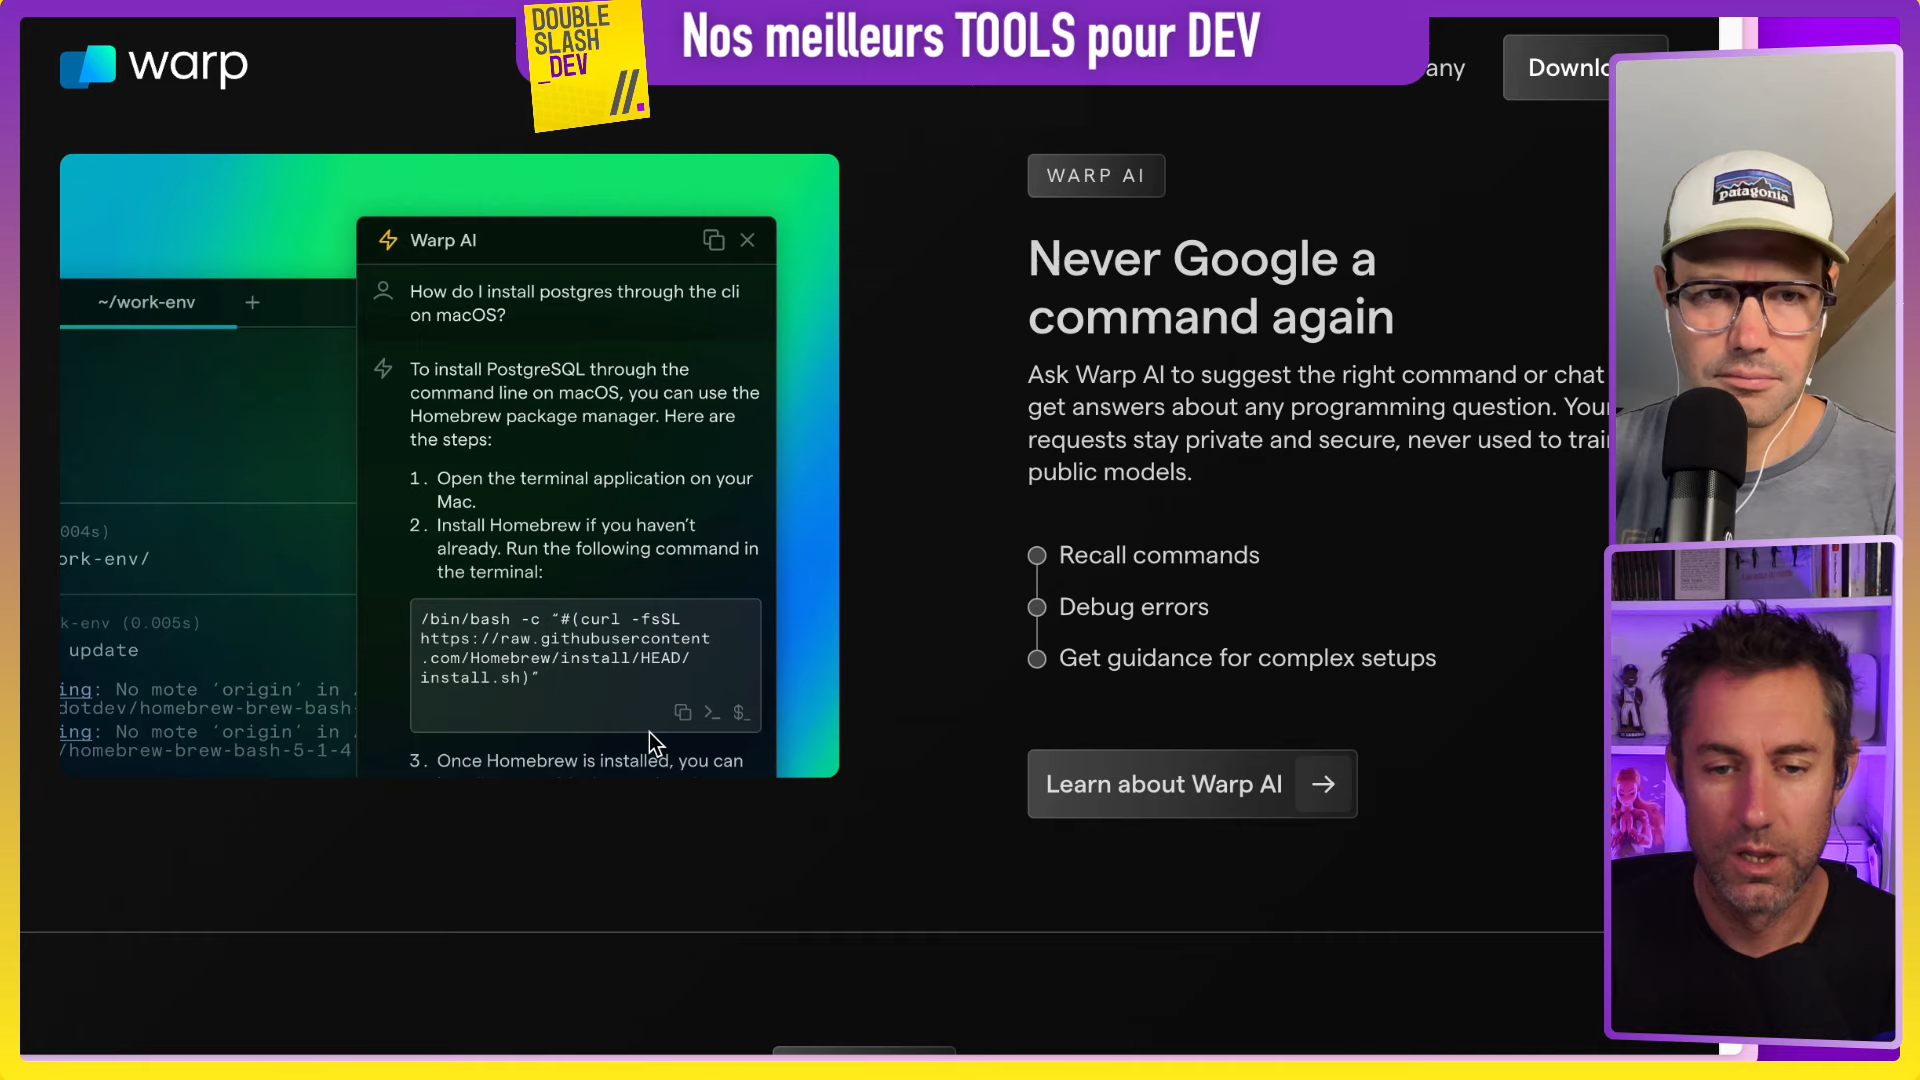 DOUBLE
SLASH
_DEV
//.
Nos meilleurs TOOLS pour DEV
warp
any
Downlo
~/work-env
+
004s)
ork-env/
k-env (0.005s)
update
ing: No mote ‘origin’ in
dotdev/homebrew-brew-bash-
ing: No mote ‘origin’ in
/homebrew-brew-bash-5-1-4
Warp AI
How do I install postgres through the cli
on macOS?
To install PostgreSQL through the
command line on macOS, you can use the
Homebrew package manager. Here are
the steps:
1. Open the terminal application on your
Mac.
2. Install Homebrew if you haven’t
already. Run the following command in
the terminal:
/bin/bash -c “#(curl -fsSL
https://raw.githubusercontent
.com/Homebrew/install/HEAD/
install.sh)”
>_ $_
3. Once Homebrew is installed, you can
WARP AI
Never Google a
command again
Ask Warp AI to suggest the right command or chat
get answers about any programming question. Your
requests stay private and secure, never used to trai
public models.
Recall commands
Debug errors
Get guidance for complex setups
Learn about Warp AI →
patagonia